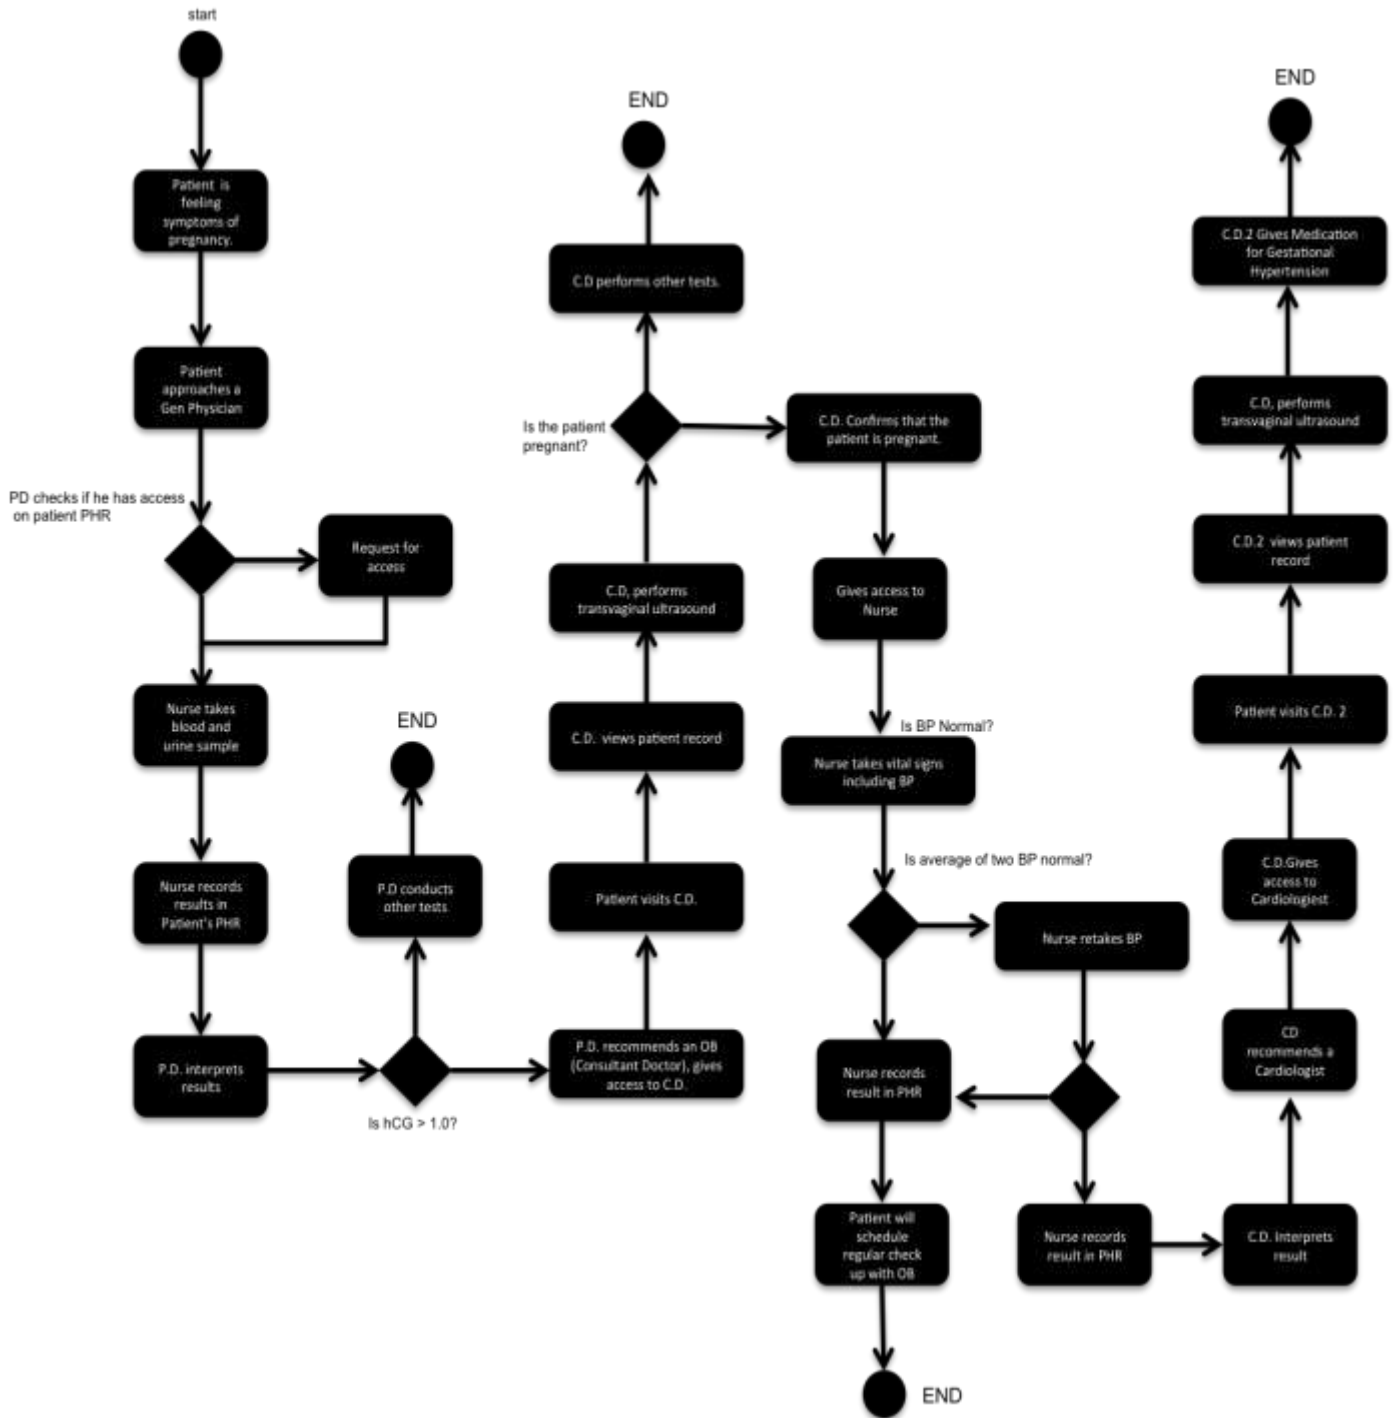 start
Patient is
feeling
symptoms of
pregnancy.
Patient
approaches a
Gen Physician
PD checks if he has access
on patient PHR
Request for
access
Nurse takes
blood and
urine sample
Nurse records
results in
Patient's PHR
P.D. interprets
results
Is hCG > 1.0?
P.D conducts
other tests
END
P.D. recommends an OB
(Consultant Doctor), gives
access to C.D.
Patient visits C.D.
C.D. views patient record
C.D, performs
transvaginal ultrasound
Is the patient
pregnant?
C.D performs other tests.
END
C.D. Confirms that the
patient is pregnant.
Gives access to
Nurse
Is BP Normal?
Nurse takes vital signs
including BP
Is average of two BP normal?
Nurse retakes BP
Nurse records
result in PHR
Patient will
schedule
regular check
up with OB
END
Nurse records
result in PHR
C.D. Interprets
result
CD
recommends a
Cardiologist
C.D.Gives
access to
Cardiologiest
Patient visits C.D. 2
C.D.2 views patient
record
C.D, performs
transvaginal ultrasound
C.D.2 Gives Medication
for Gestational
Hypertension
END